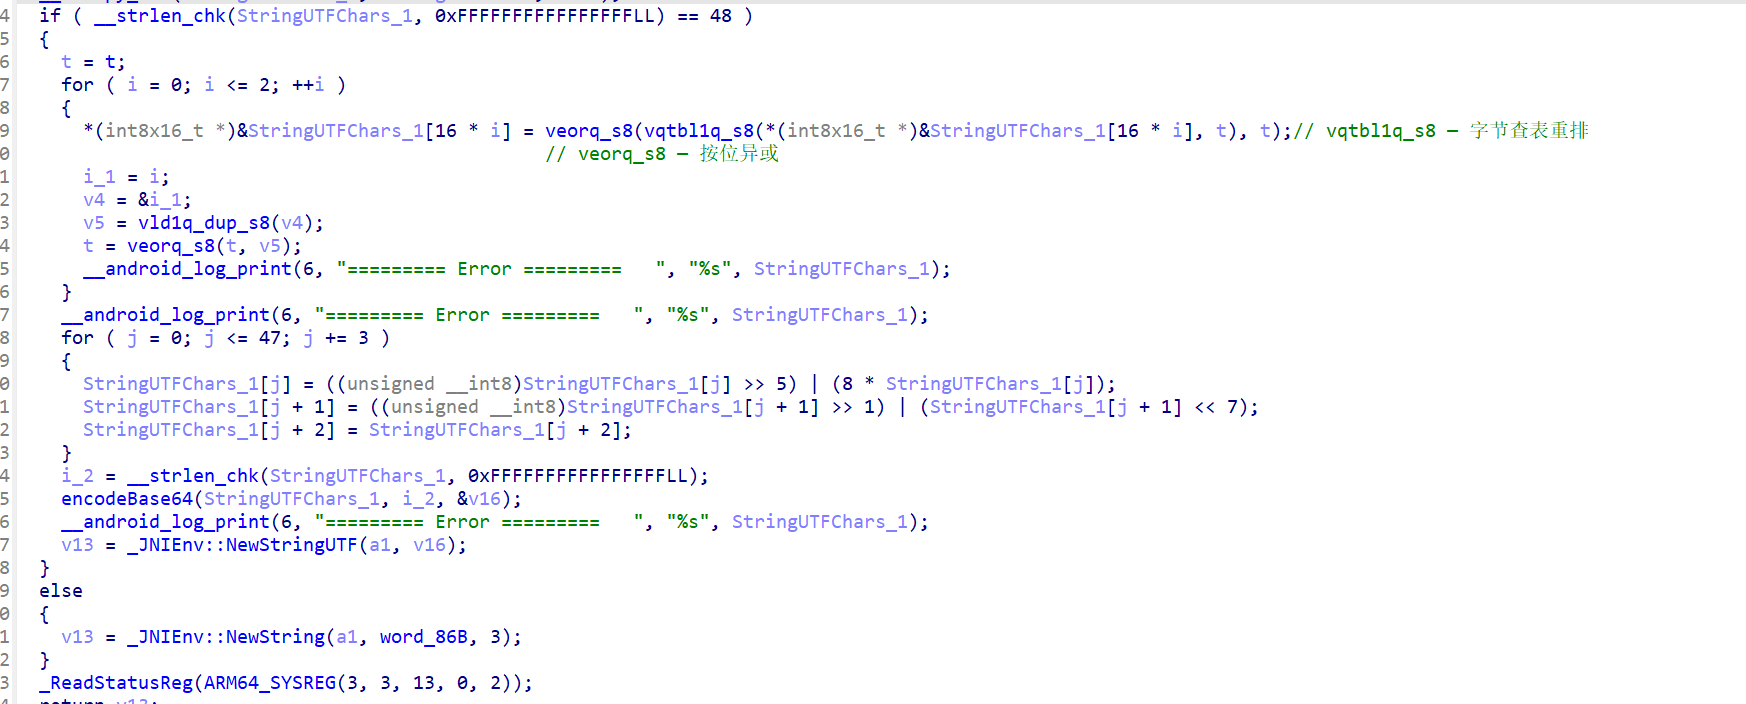 4 if ( __strlen_chk(StringUTFChars_1, 0xFFFFFFFFFFFFFFFFLL) == 48 )
5 {
6 t = t;
7 for ( i = 0; i <= 2; ++i )
8 {
9 *(int8x16_t *)&StringUTFChars_1[16 * i] = veorq_s8(vqtbl1q_s8(*(int8x16_t *)&StringUTFChars_1[16 * i], t), t);// vqtbl1q_s8 — 字节查表重排
0 // veorq_s8 — 按位异或
1 i_1 = i;
2 v4 = &i_1;
3 v5 = vld1q_dup_s8(v4);
4 t = veorq_s8(t, v5);
5 __android_log_print(6, "========= Error =========   ", "%s", StringUTFChars_1);
6 }
7 __android_log_print(6, "========= Error =========   ", "%s", StringUTFChars_1);
8 for ( j = 0; j <= 47; j += 3 )
9 {
0 StringUTFChars_1[j] = ((unsigned __int8)StringUTFChars_1[j] >> 5) | (8 * StringUTFChars_1[j]);
1 StringUTFChars_1[j + 1] = ((unsigned __int8)StringUTFChars_1[j + 1] >> 1) | (StringUTFChars_1[j + 1] << 7);
2 StringUTFChars_1[j + 2] = StringUTFChars_1[j + 2];
3 }
4 i_2 = __strlen_chk(StringUTFChars_1, 0xFFFFFFFFFFFFFFFFLL);
5 encodeBase64(StringUTFChars_1, i_2, &v16);
6 __android_log_print(6, "========= Error =========   ", "%s", StringUTFChars_1);
7 v13 = _JNIEnv::NewStringUTF(a1, v16);
8 }
9 else
0 {
1 v13 = _JNIEnv::NewString(a1, word_86B, 3);
2 }
3 _ReadStatusReg(ARM64_SYSREG(3, 3, 13, 0, 2));